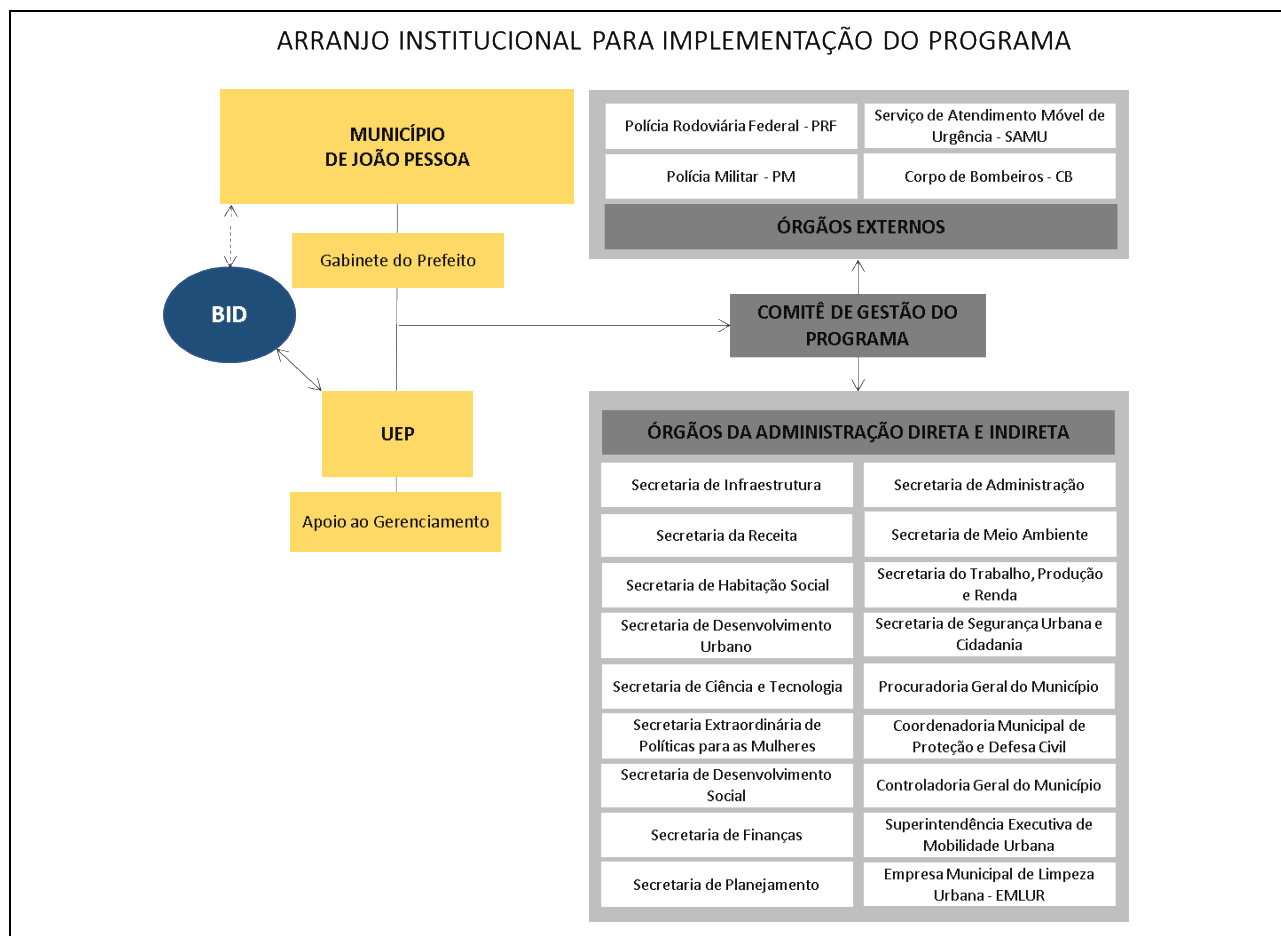 ARRANJO INSTITUCIONAL PARA IMPLEMENTAÇÃO DO PROGRAMA
MUNICÍPIO
DE JOÃO PESSOA
Gabinete do Prefeito
BID
UEP
Apoio ao Gerenciamento
Polícia Rodoviária Federal - PRF
Serviço de Atendimento Móvel de
Urgência - SAMU
Polícia Militar - PM
Corpo de Bombeiros - CB
ÓRGÃOS EXTERNOS
COMITÊ DE GESTÃO DO
PROGRAMA
ÓRGÃOS DA ADMINISTRAÇÃO DIRETA E INDIRETA
Secretaria de Infraestrutura
Secretaria de Administração
Secretaria da Receita
Secretaria de Meio Ambiente
Secretaria de Habitação Social
Secretaria do Trabalho, Produção
e Renda
Secretaria de Desenvolvimento
Urbano
Secretaria de Segurança Urbana e
Cidadania
Secretaria de Ciência e Tecnologia
Procuradoria Geral do Município
Secretaria Extraordinária de
Políticas para as Mulheres
Coordenadoria Municipal de
Proteção e Defesa Civil
Secretaria de Desenvolvimento
Social
Controladoria Geral do Município
Secretaria de Finanças
Superintendência Executiva de
Mobilidade Urbana
Secretaria de Planejamento
Empresa Municipal de Limpeza
Urbana - EMLUR